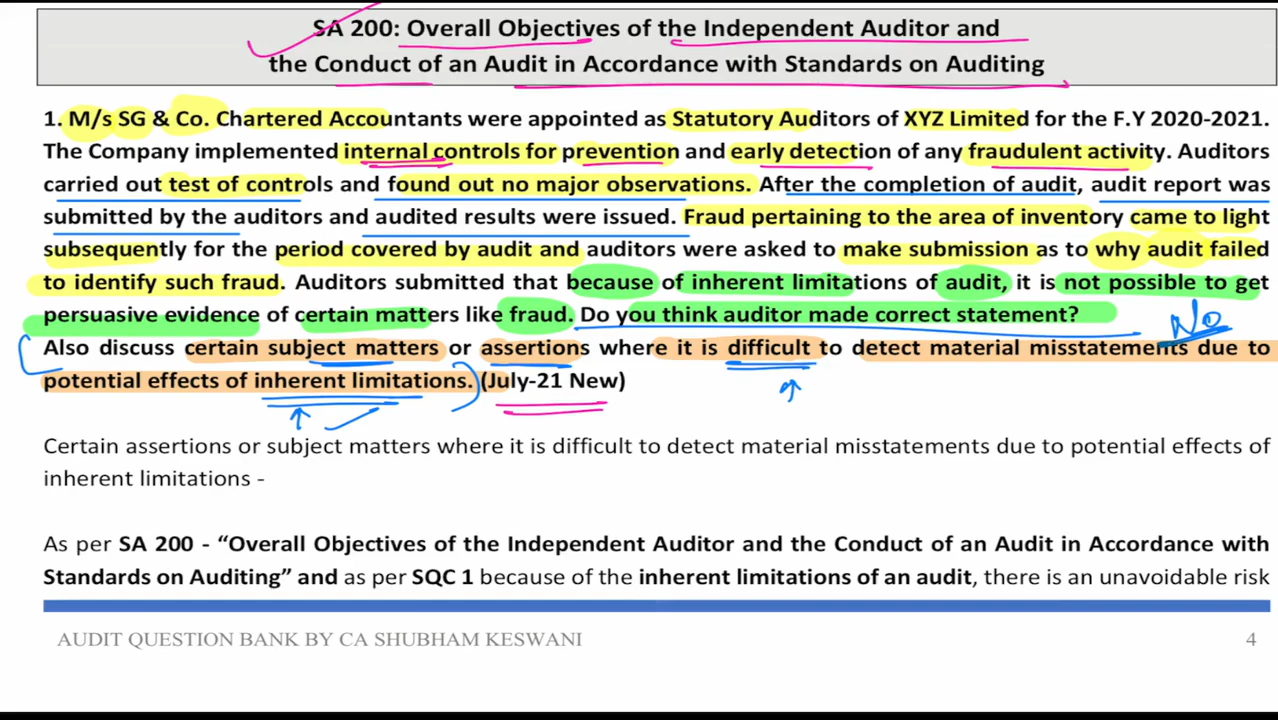 SA 200: Overall Objectives of the Independent Auditor and
the Conduct of an Audit in Accordance with Standards on Auditing
1. M/s SG & Co. Chartered Accountants were appointed as Statutory Auditors of XYZ Limited for the F.Y 2020-2021.
The Company implemented internal controls for prevention and early detection of any fraudulent activity. Auditors
carried out test of controls and found out no major observations. After the completion of audit, audit report was
submitted by the auditors and audited results were issued. Fraud pertaining to the area of inventory came to light
subsequently for the period covered by audit and auditors were asked to make submission as to why audit failed
to identify such fraud. Auditors submitted that because of inherent limitations of audit, it is not possible to get
persuasive evidence of certain matters like fraud. Do you think auditor made correct statement?
No
Also discuss certain subject matters or assertions where it is difficult to detect material misstatements due to
potential effects of inherent limitations. (July-21 New)
Certain assertions or subject matters where it is difficult to detect material misstatements due to potential effects of
inherent limitations -
As per SA 200 - “Overall Objectives of the Independent Auditor and the Conduct of an Audit in Accordance with
Standards on Auditing” and as per SQC 1 because of the inherent limitations of an audit, there is an unavoidable risk
AUDIT QUESTION BANK BY CA SHUBHAM KESWANI 4